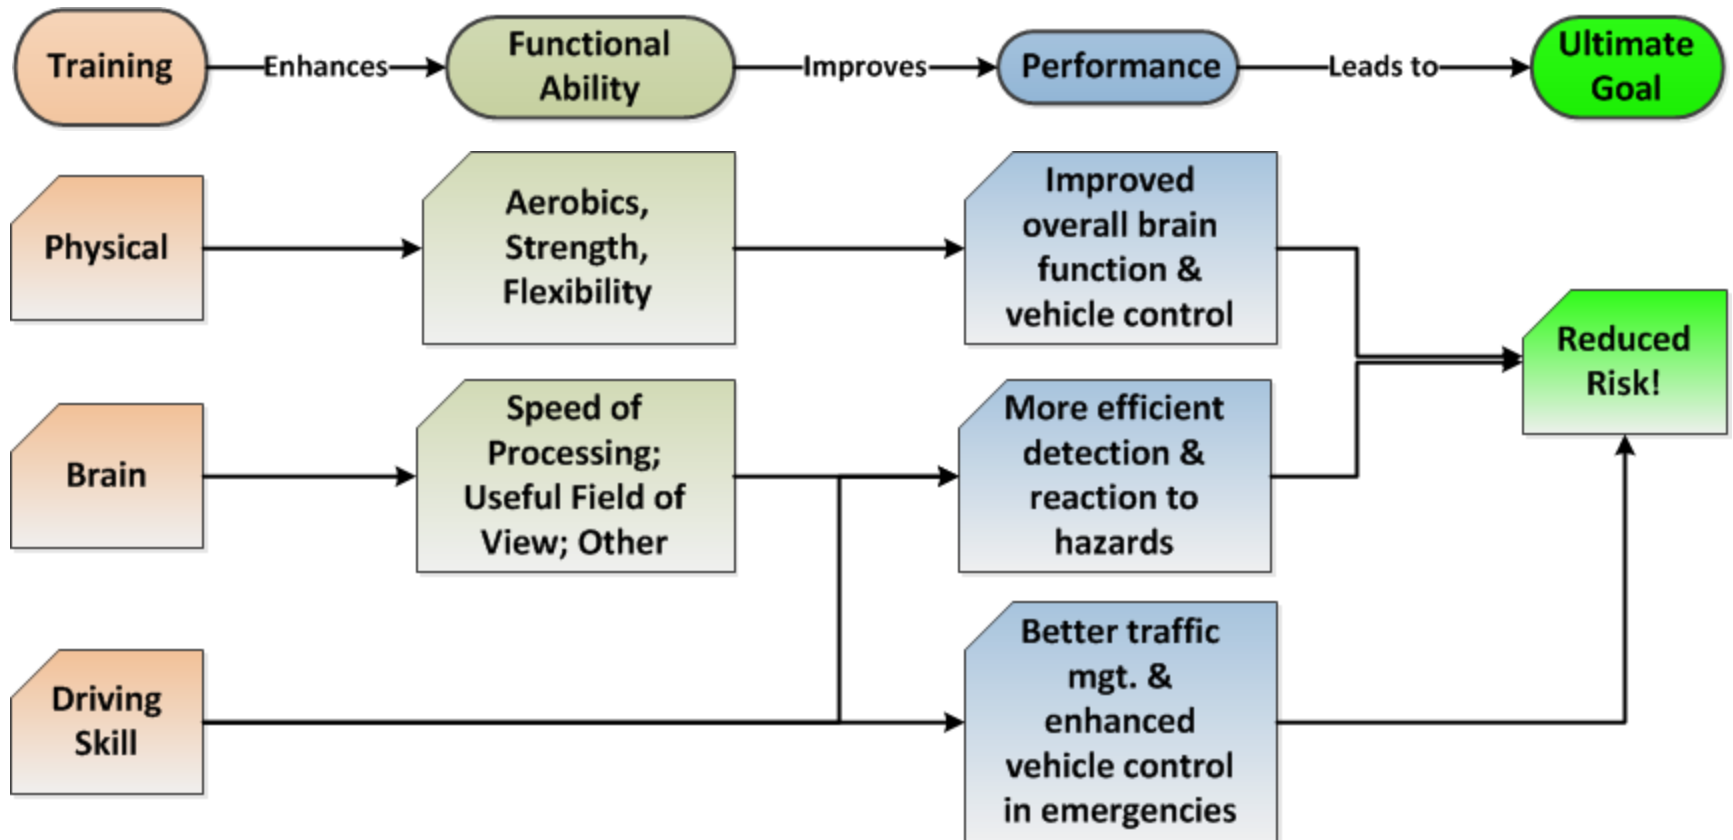 Training
Enhances
Functional
Ability
Improves
Performance
Leads to
Ultimate
Goal
Physical
Aerobics,
Strength,
Flexibility
Improved
overall brain
function &
vehicle control
Reduced
Risk!
Brain
Speed of
Processing;
Useful Field of
View; Other
More efficient
detection &
reaction to
hazards
Driving
Skill
Better traffic
mgt. &
enhanced
vehicle control
in emergencies